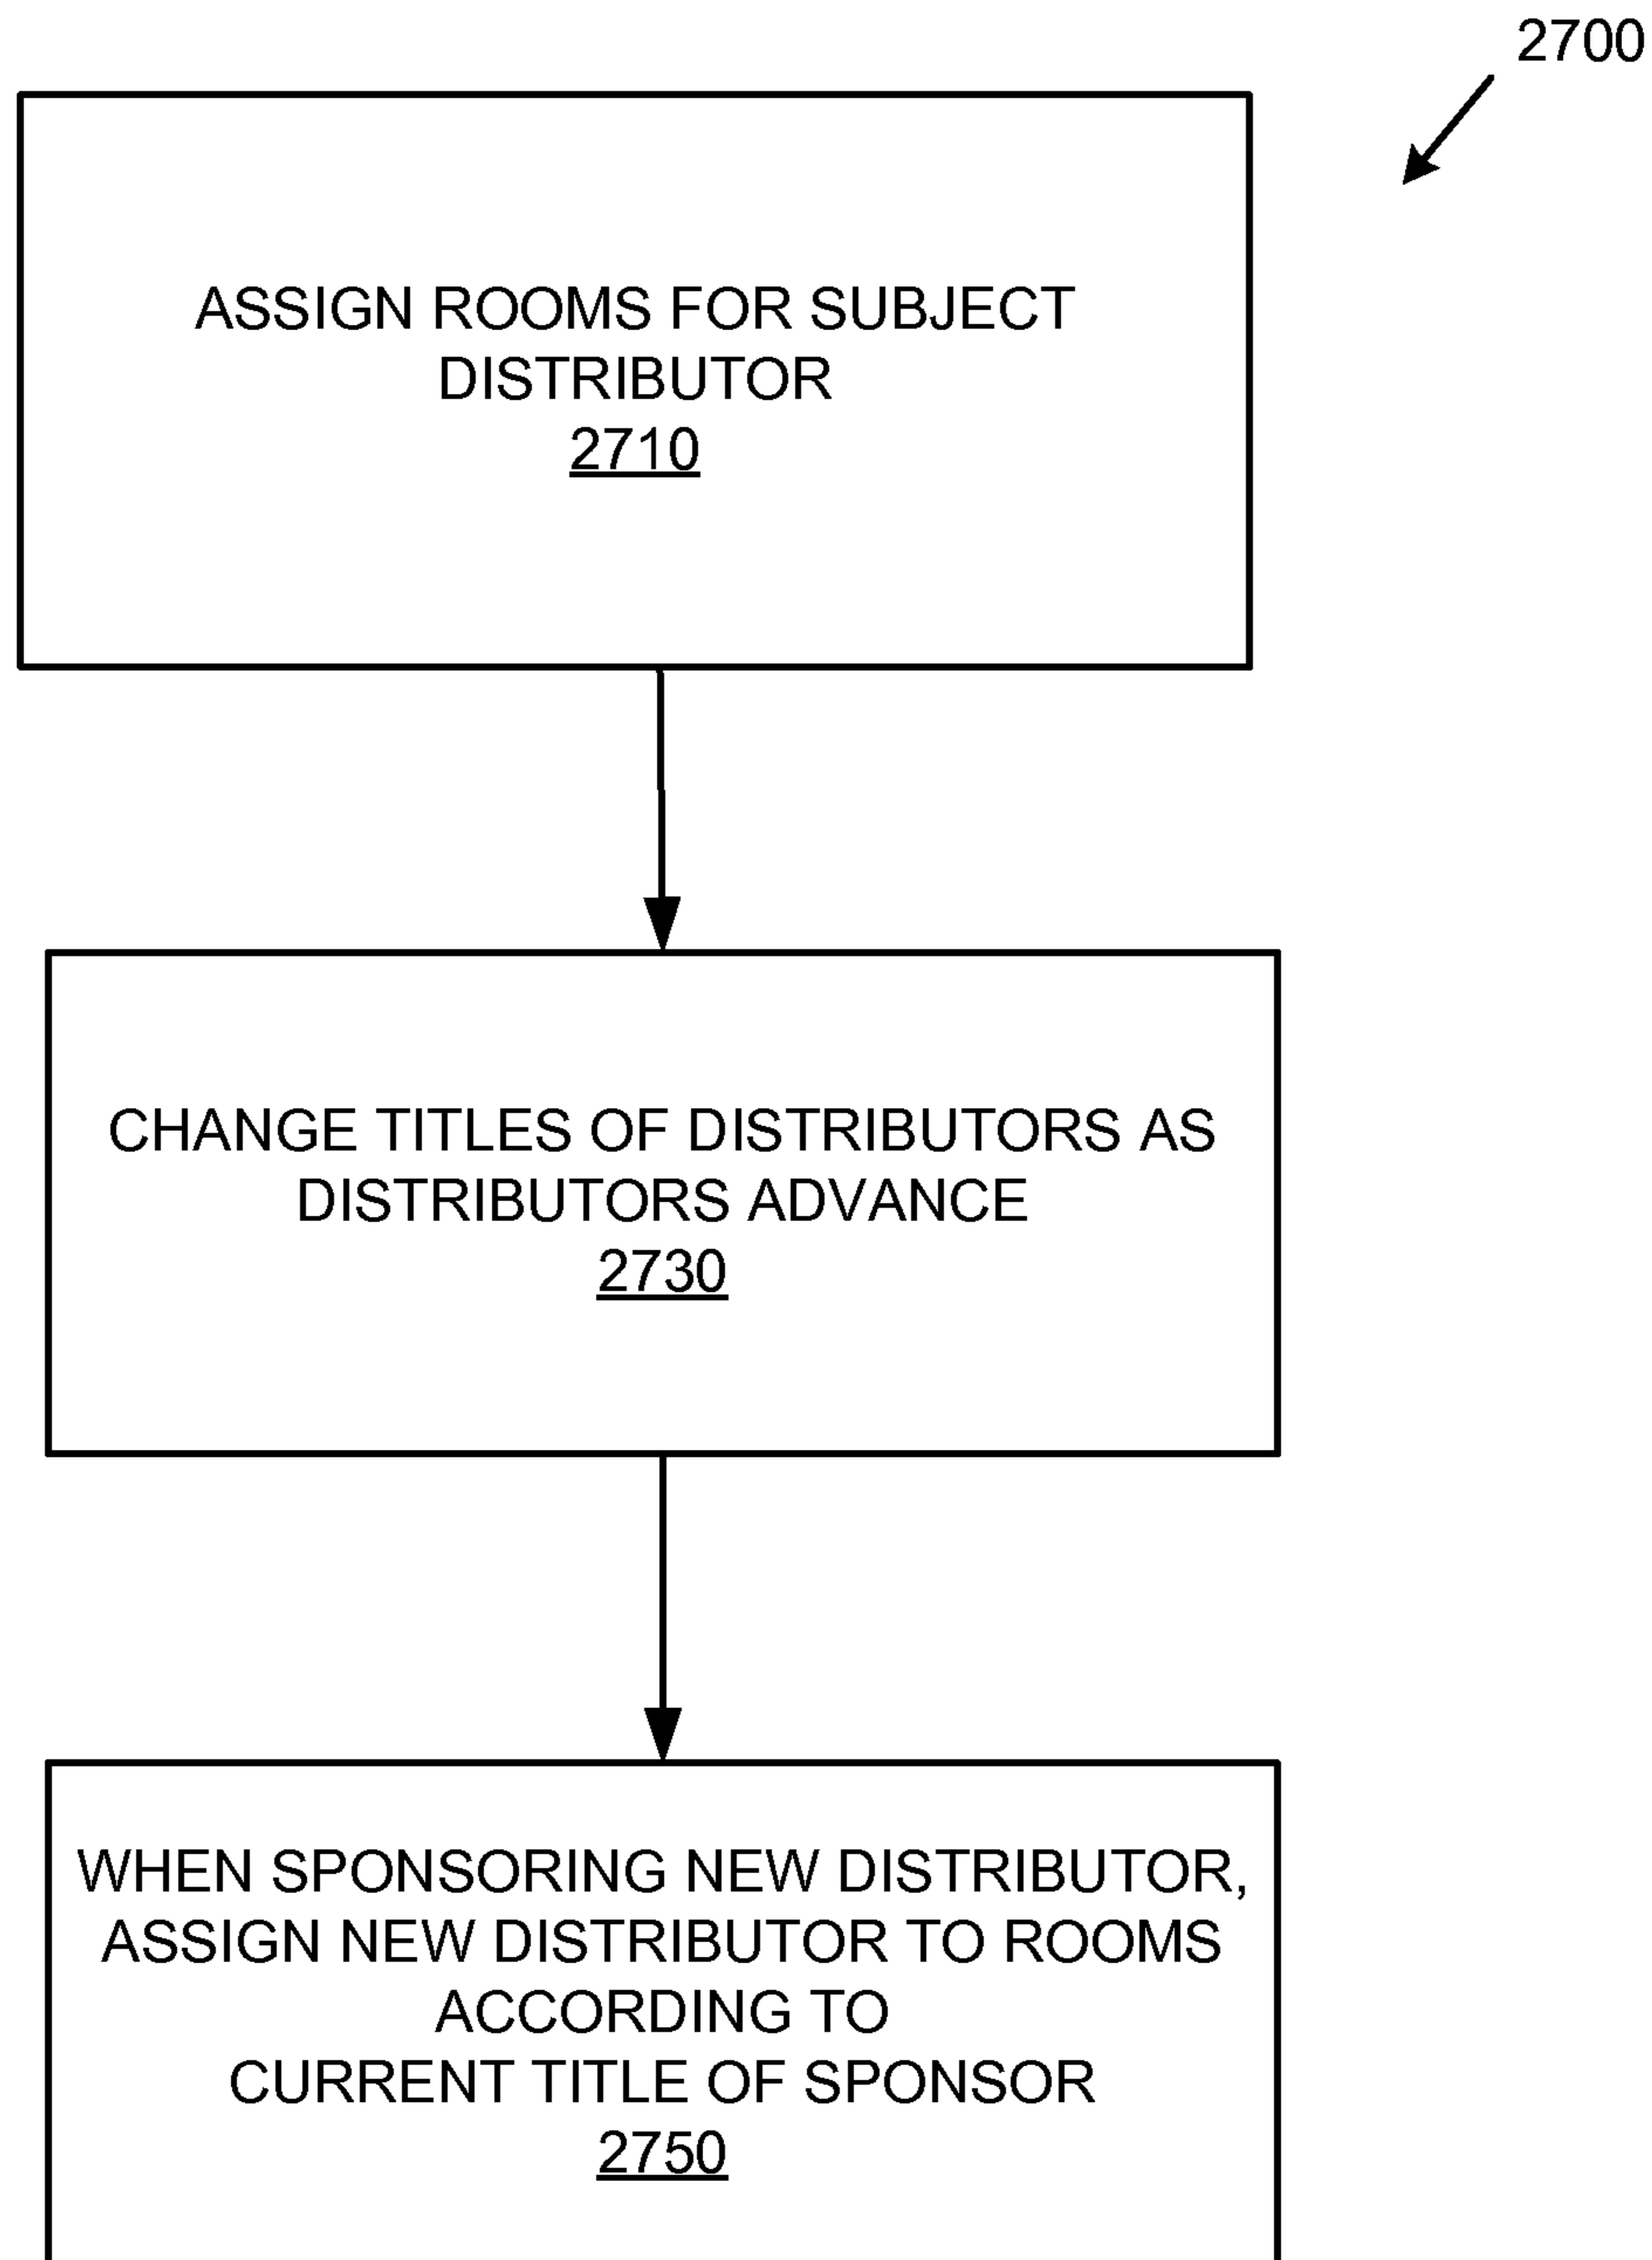 2700
ASSIGN ROOMS FOR SUBJECT
DISTRIBUTOR
2710
CHANGE TITLES OF DISTRIBUTORS AS
DISTRIBUTORS ADVANCE
2730
WHEN SPONSORING NEW DISTRIBUTOR,
ASSIGN NEW DISTRIBUTOR TO ROOMS
ACCORDING TO
CURRENT TITLE OF SPONSOR
2750